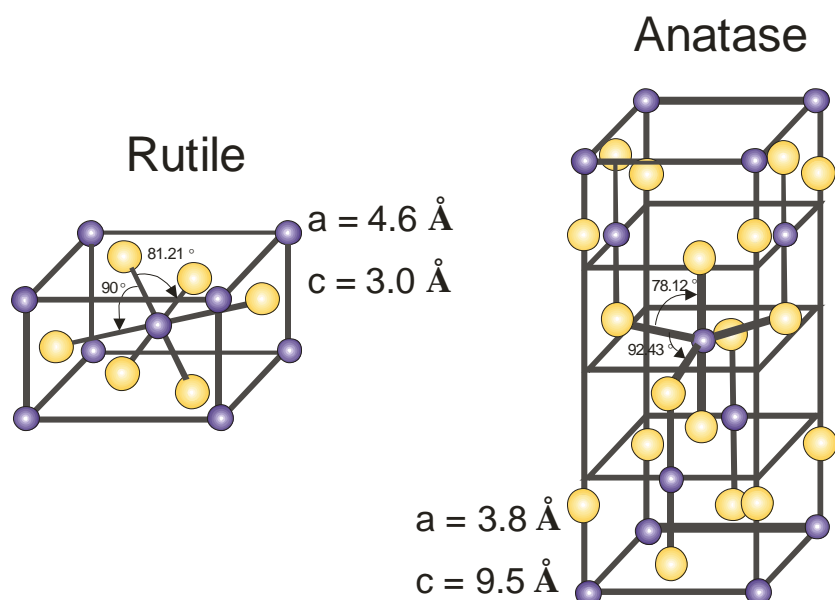 Anatase
Rutile
a = 4.6 Å
81.21 °
c = 3.0 Å
90°
78.12 °
92.43 °
a = 3.8 Å
c = 9.5 Å